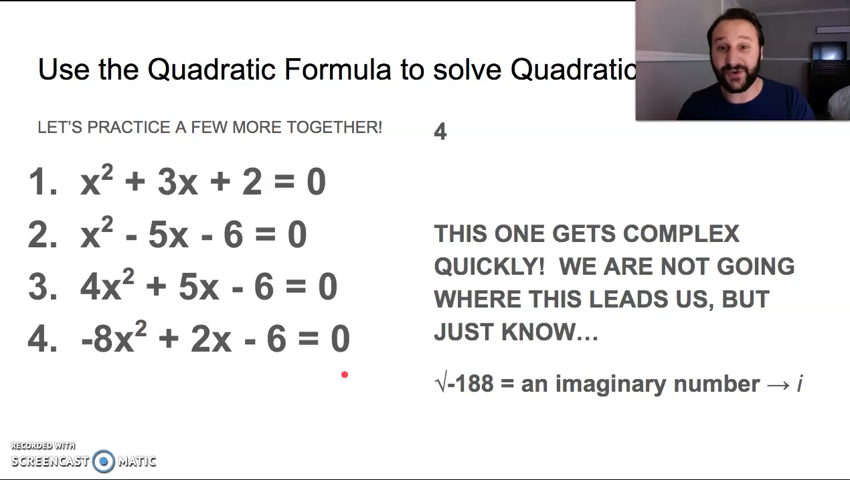 Use the Quadratic Formula to solve Quadratic
LET'S PRACTICE A FEW MORE TOGETHER!
1. x² + 3x + 2 = 0
2. x² - 5x - 6 = 0
3. 4x² + 5x - 6 = 0
4. -8x² + 2x - 6 = 0
4
THIS ONE GETS COMPLEX
QUICKLY! WE ARE NOT GOING
WHERE THIS LEADS US, BUT
JUST KNOW…
√-188 = an imaginary number → i
RECORDED WITH
SCREENCAST MATIC